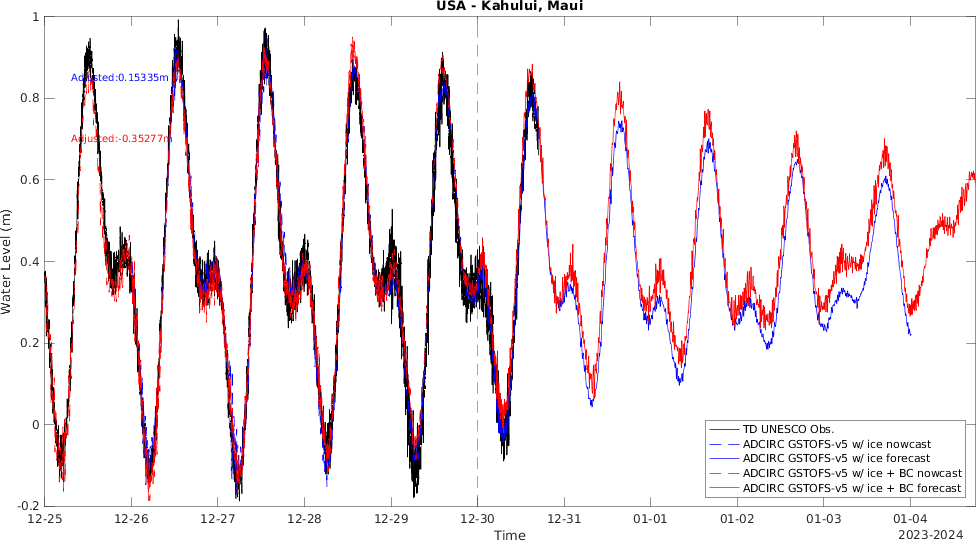 USA - Kahului, Maui
1
0.8
0.6
0.4
0.2
0
-0.2
Water Level (m)
Adjusted:0.15335m
Adjusted:-0.35277m
TD UNESCO Obs.
ADCIRC GSTOFS-v5 w/ ice nowcast
ADCIRC GSTOFS-v5 w/ ice forecast
ADCIRC GSTOFS-v5 w/ ice + BC nowcast
ADCIRC GSTOFS-v5 w/ ice + BC forecast
12-25 12-26 12-27 12-28 12-29 12-30 12-31 01-01 01-02 01-03 01-04
Time
2023-2024